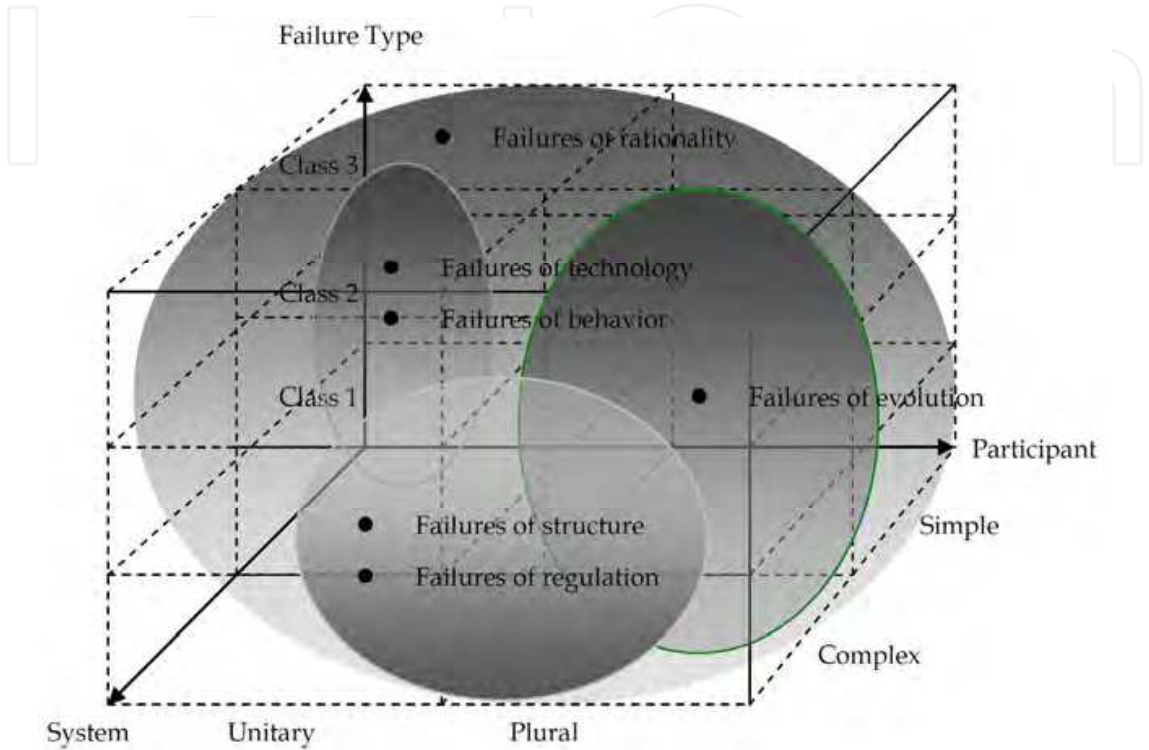 Failure Type
Failures of rationality
Class 3
Failures of technology
Class 2
Failures of behavior
Class 1
Failures of evolution
Participant
Failures of structure
Simple
Failures of regulation
Complex
System
Unitary
Plural